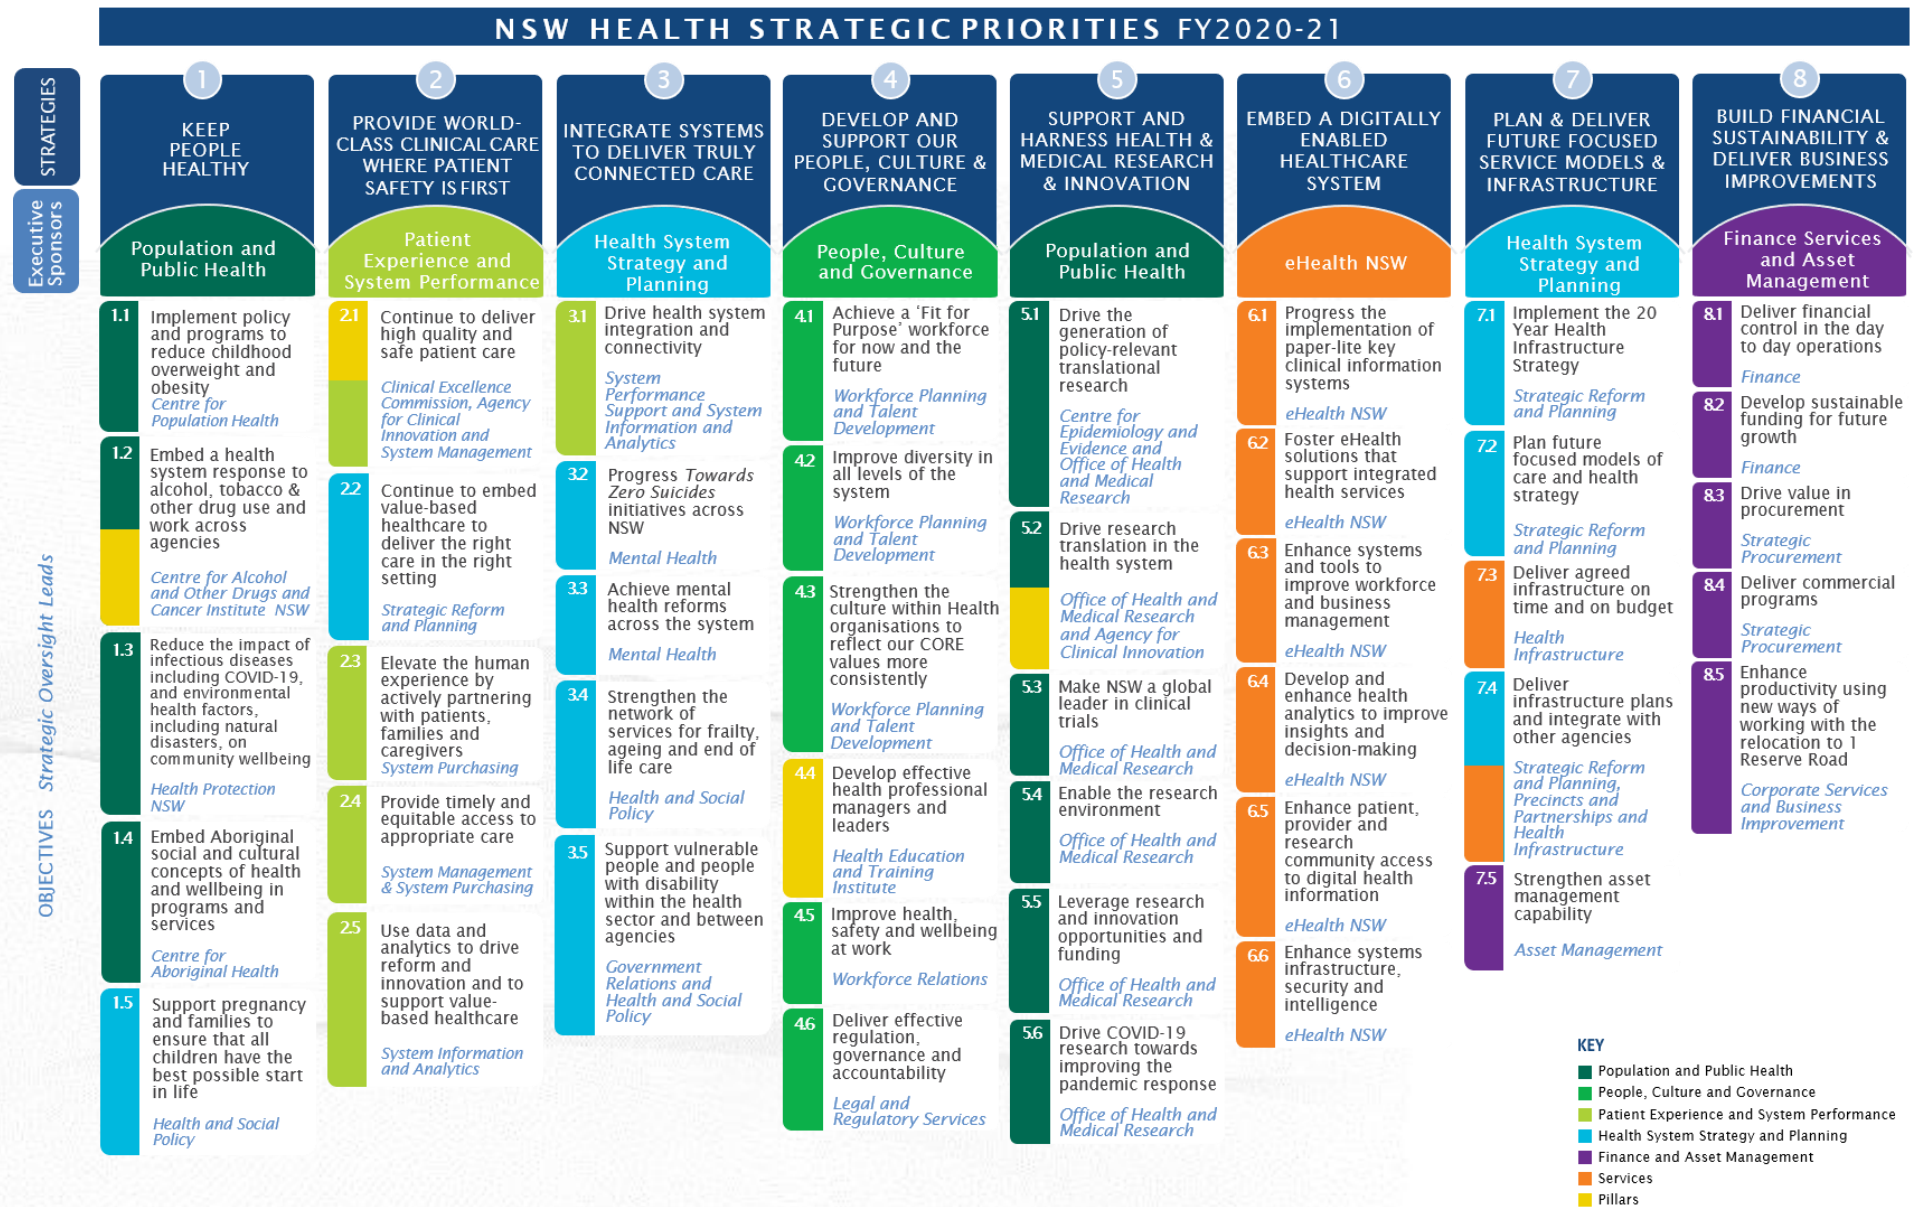 NSW HEALTH STRATEGIC PRIORITIES FY2020-21
STRATEGIES
Executive
Sponsors
OBJECTIVES Strategic Oversight Leads
1
KEEP
PEOPLE
HEALTHY
Population and
Public Health
1.1
Implement policy
and programs to
reduce childhood
overweight and
obesity
Centre for
Population Health
1.2
Embed a health
system response to
alcohol, tobacco &
other drug use and
work across
agencies
Centre for Alcohol
and Other Drugs and
Cancer Institute NSW
1.3
Reduce the impact of
infectious diseases
including COVID-19,
and environmental
health factors,
including natural
disasters, on
community wellbeing
Health Protection
NSW
1.4
Embed Aboriginal
social and cultural
concepts of health
and wellbeing in
programs and
services
Centre for
Aboriginal Health
1.5
Support pregnancy
and families to
ensure that all
children have the
best possible start
in life
Health and Social
Policy
2
PROVIDE WORLD-
CLASS CLINICAL CARE
WHERE PATIENT
SAFETY IS FIRST
Patient
Experience and
System Performance
2.1
Continue to deliver
high quality and
safe patient care
Clinical Excellence
Commission, Agency
for Clinical
Innovation and
System Management
2.2
Continue to embed
value-based
healthcare to
deliver the right
care in the right
setting
Strategic Reform
and Planning
2.3
Elevate the human
experience by
actively partnering
with patients,
families and
caregivers
System Purchasing
2.4
Provide timely and
equitable access to
appropriate care
System Management
& System Purchasing
2.5
Use data and
analytics to drive
reform and
innovation and to
support value-
based healthcare
System Information
and Analytics
3
INTEGRATE SYSTEMS
TO DELIVER TRULY
CONNECTED CARE
Health System
Strategy and
Planning
3.1
Drive health system
integration and
connectivity
System
Performance
Support and System
Information and
Analytics
3.2
Progress Towards
Zero Suicides
initiatives across
NSW
Mental Health
3.3
Achieve mental
health reforms
across the system
Mental Health
3.4
Strengthen the
network of
services for frailty,
ageing and end of
life care
Health and Social
Policy
3.5
Support vulnerable
people and people
with disability
within the health
sector and between
agencies
Government
Relations and
Health and Social
Policy
4
DEVELOP AND
SUPPORT OUR
PEOPLE, CULTURE &
GOVERNANCE
People, Culture
and Governance
4.1
Achieve a ‘Fit for
Purpose’ workforce
for now and the
future
Workforce Planning
and Talent
Development
4.2
Improve diversity in
all levels of the
system
Workforce Planning
and Talent
Development
4.3
Strengthen the
culture within Health
organisations to
reflect our CORE
values more
consistently
Workforce Planning
and Talent
Development
4.4
Develop effective
health professional
managers and
leaders
Health Education
and Training
Institute
4.5
Improve health,
safety and wellbeing
at work
Workforce Relations
4.6
Deliver effective
regulation,
governance and
accountability
Legal and
Regulatory Services
5
SUPPORT AND
HARNESS HEALTH &
MEDICAL RESEARCH
& INNOVATION
Population and
Public Health
5.1
Drive the
generation of
policy-relevant
translational
research
Centre for
Epidemiology and
Evidence and
Office of Health
and Medical
Research
5.2
Drive research
translation in the
health system
Office of Health and
Medical Research
and Agency for
Clinical Innovation
5.3
Make NSW a global
leader in clinical
trials
Office of Health and
Medical Research
5.4
Enable the research
environment
Office of Health and
Medical Research
5.5
Leverage research
and innovation
opportunities and
funding
Office of Health and
Medical Research
5.6
Drive COVID-19
research towards
improving the
pandemic response
Office of Health and
Medical Research
6
EMBED A DIGITALLY
ENABLED
HEALTHCARE
SYSTEM
eHealth NSW
6.1
Progress the
implementation of
paper-lite key
clinical information
systems
eHealth NSW
6.2
Foster eHealth
solutions that
support integrated
health services
eHealth NSW
6.3
Enhance systems
and tools to
improve workforce
and business
management
eHealth NSW
6.4
Develop and
enhance health
analytics to improve
insights and
decision-making
eHealth NSW
6.5
Enhance patient,
provider and
research
community access
to digital health
information
eHealth NSW
6.6
Enhance systems
infrastructure,
security and
intelligence
eHealth NSW
7
PLAN & DELIVER
FUTURE FOCUSED
SERVICE MODELS &
INFRASTRUCTURE
Health System
Strategy and
Planning
7.1
Implement the 20
Year Health
Infrastructure
Strategy
Strategic Reform
and Planning
7.2
Plan future
focused models of
care and health
strategy
Strategic Reform
and Planning
7.3
Deliver agreed
infrastructure on
time and on budget
Health
Infrastructure
7.4
Deliver
infrastructure plans
and integrate with
other agencies
Strategic Reform
and Planning,
Precincts and
Partnerships and
Health
Infrastructure
7.5
Strengthen asset
management
capability
Asset Management
8
BUILD FINANCIAL
SUSTAINABILITY &
DELIVER BUSINESS
IMPROVEMENTS
Finance Services
and Asset
Management
8.1
Deliver financial
control in the day
to day operations
Finance
8.2
Develop sustainable
funding for future
growth
Finance
8.3
Drive value in
procurement
Strategic
Procurement
8.4
Deliver commercial
programs
Strategic
Procurement
8.5
Enhance
productivity using
new ways of
working with the
relocation to 1
Reserve Road
Corporate Services
and Business
Improvement
KEY
Population and Public Health
People, Culture and Governance
Patient Experience and System Performance
Health System Strategy and Planning
Finance and Asset Management
Services
Pillars